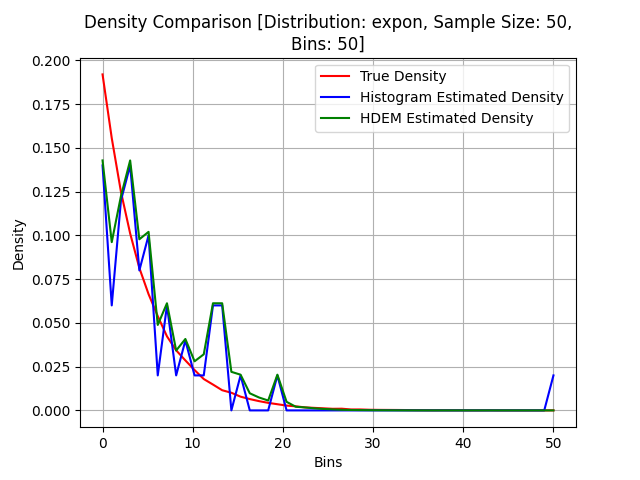 Density Comparison [Distribution: expon, Sample Size: 50,
Bins: 50]
True Density
Histogram Estimated Density
HDEM Estimated Density
Density
0.200
0.175
0.150
0.125
0.100
0.075
0.050
0.025
0.000
0 10 20 30 40 50
Bins